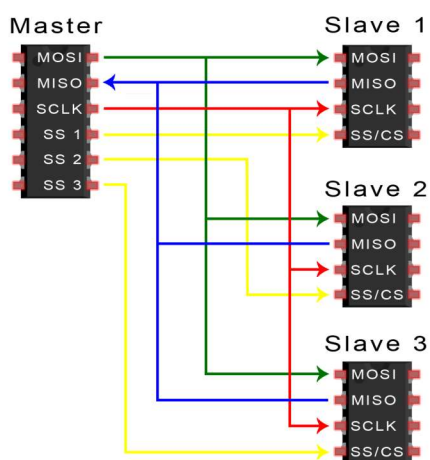 Master
MOSI
MISO
SCLK
SS 1
SS 2
SS 3
Slave 1
MOSI
MISO
SCLK
SS/CS
Slave 2
MOSI
MISO
SCLK
SS/CS
Slave 3
MOSI
MISO
SCLK
SS/CS